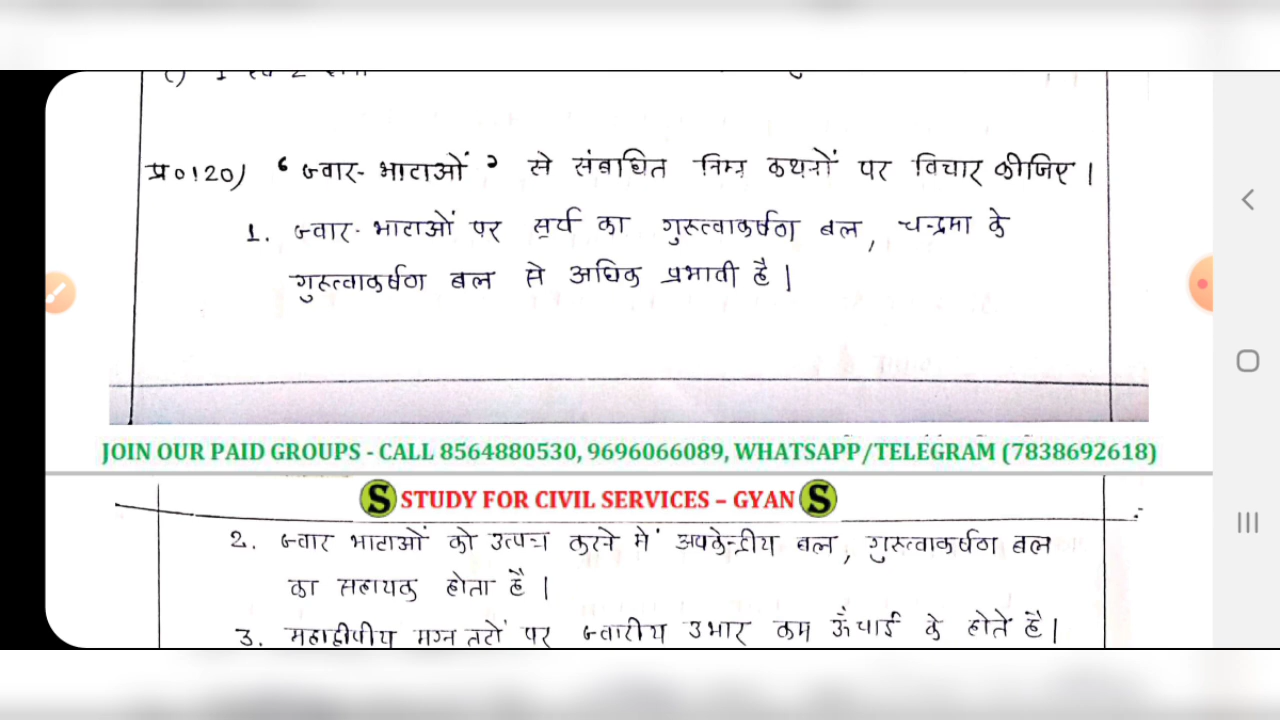 प्र०120) ‘ज्वार-भाटाओं’ से संबाधित निम्न कथनों पर विचार कीजिए।
1. ज्वार-भाटाओं पर सूर्य का गुरुत्वाकर्षण बल, चन्द्रमा के
गुरुत्वाकर्षण बल से अधिक प्रभावी है।
JOIN OUR PAID GROUPS - CALL 8564880530, 9696066089, WHATSAPP/TELEGRAM (7838692618)
S STUDY FOR CIVIL SERVICES – GYAN S
2. ज्वार भाटाओं को उत्पन्न करने में अपकेन्द्रीय बल, गुरुत्वाकर्षण बल
का सहायक होता है।
3. महाद्वीपीय मग्न तटों पर ज्वारीय उभार कम ऊँचाई के होते है।